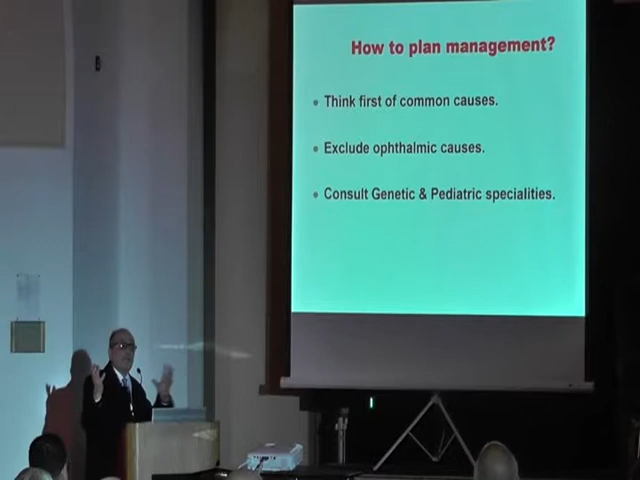 How to plan management?
Think first of common causes.
Exclude ophthalmic causes.
Consult Genetic & Pediatric specialities.